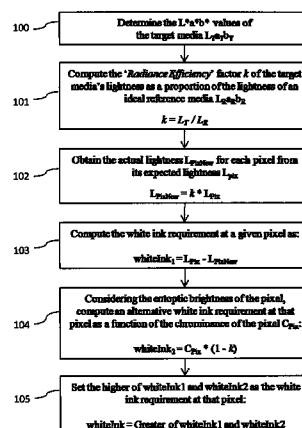 100
Determine the L*a*b* values of
the target media LTaTbT
101
Compute the 'Radiance Efficiency' factor k of the target
media's lightness as a proportion of the lightness of an
ideal reference media LRaRbR
k = LT / LR
102
Obtain the actual lightness LPixNew for each pixel from
its expected lightness LPix
LPixNew = k * LPix
103
Compute the white ink requirement at a given pixel as:
whiteInk1 = LPix - LPixNew
104
Considering the entoptic brightness of the pixel,
compute an alternative white ink requirement at that
pixel as a function of the chrominance of the pixel CPix:
whiteInk2 = CPix * (1 - k)
105
Set the higher of whiteInk1 and whiteInk2 as the white
ink requirement at that pixel:
whiteInk = Greater of whiteInk1 and whiteInk2